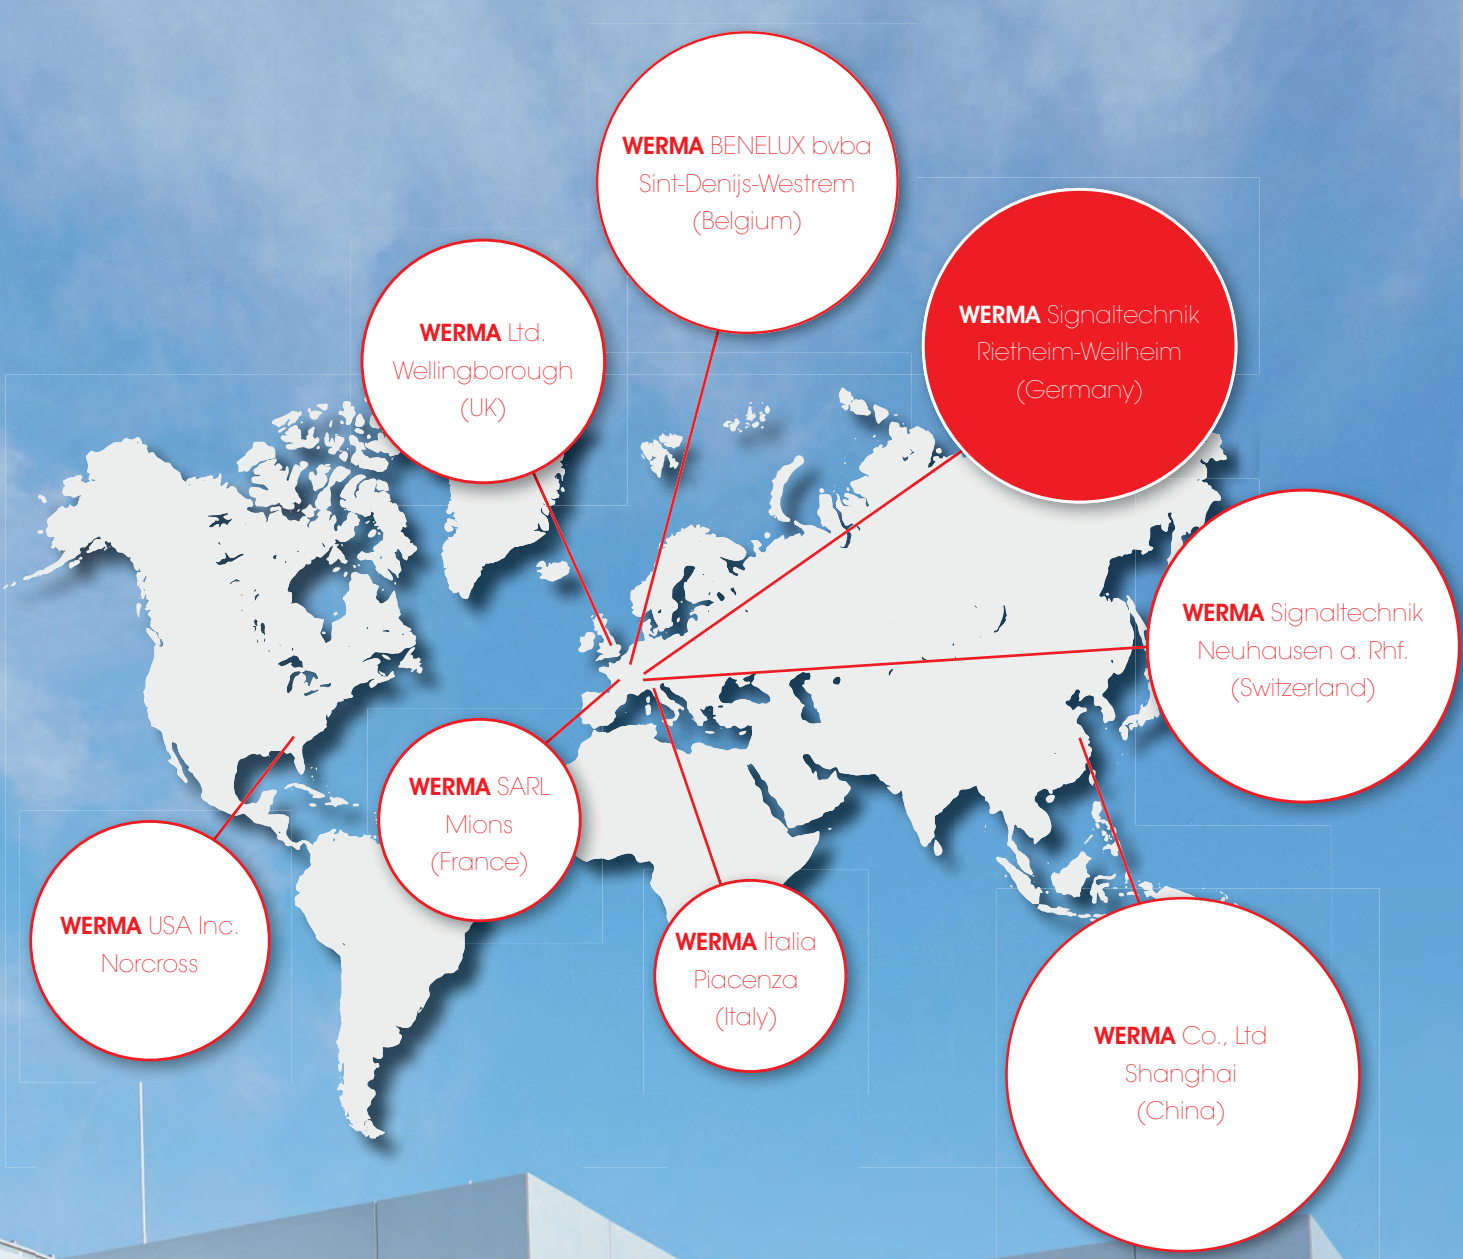 WERMA BENELUX bvba
Sint-Denijs-Westrem
(Belgium)
WERMA Signaltechnik
Rietheim-Weilheim
(Germany)
WERMA Ltd.
Wellingborough
(UK)
WERMA Signaltechnik
Neuhausen a. Rhf.
(Switzerland)
WERMA SARL
Mions
(France)
WERMA USA Inc.
Norcross
WERMA Italia
Piacenza
(Italy)
WERMA Co., Ltd
Shanghai
(China)